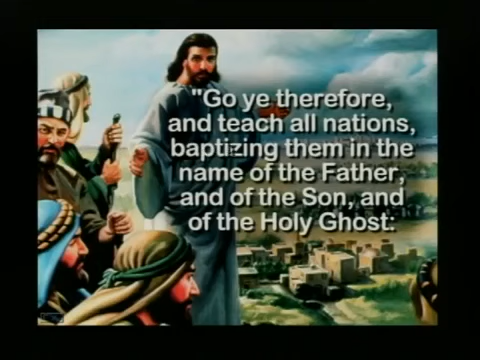 "Go ye therefore,
and teach all nations,
baptizing them in the
name of the Father,
and of the Son, and
of the Holy Ghost: